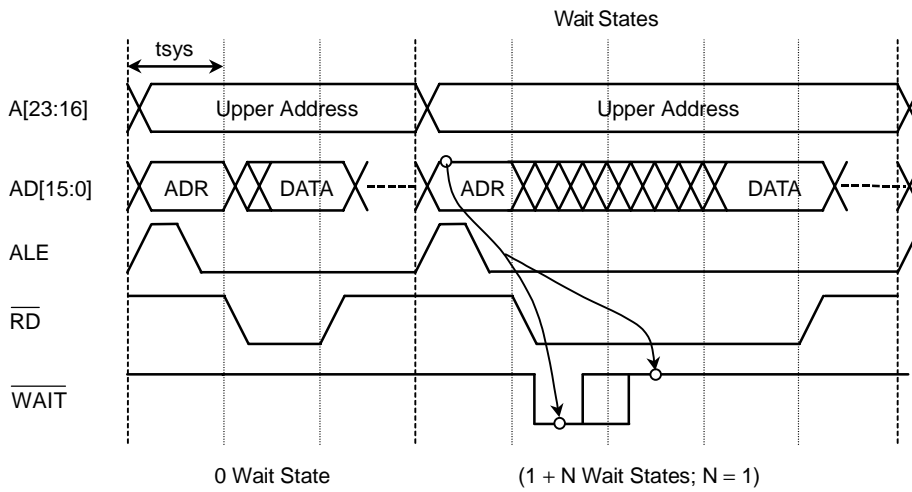 Wait States
tsys
A[23:16] Upper Address Upper Address
AD[15:0] ADR DATA ADR DATA
ALE
RD
WAIT
0 Wait State (1 + N Wait States; N = 1)